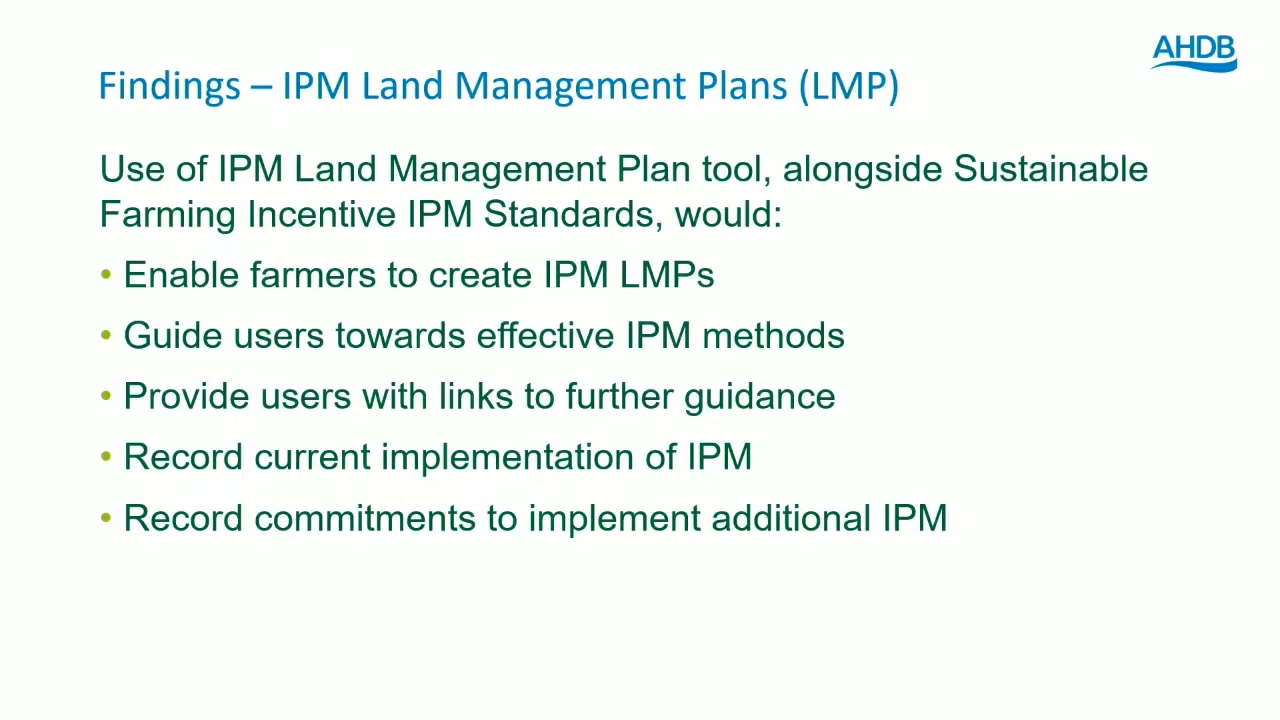 AHDB
Findings – IPM Land Management Plans (LMP)
Use of IPM Land Management Plan tool, alongside Sustainable
Farming Incentive IPM Standards, would:
• Enable farmers to create IPM LMPs
• Guide users towards effective IPM methods
• Provide users with links to further guidance
• Record current implementation of IPM
• Record commitments to implement additional IPM